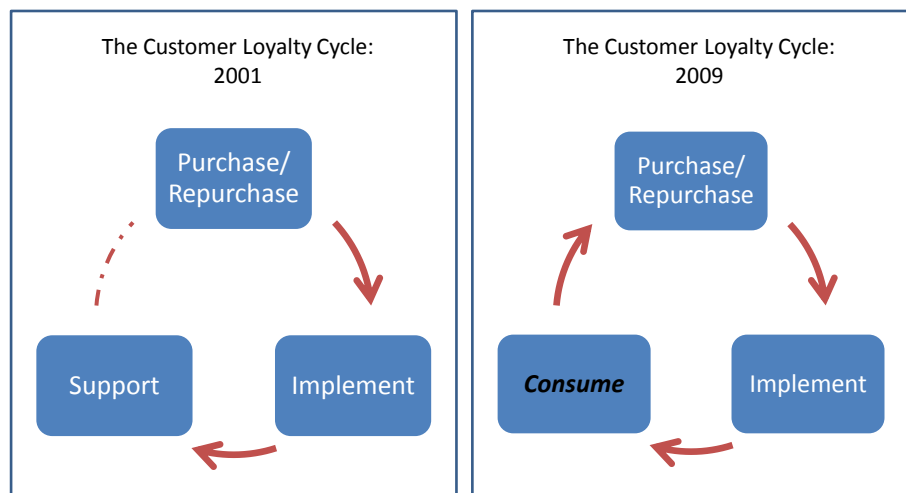 The Customer Loyalty Cycle:
2001
Purchase/
Repurchase
Support
Implement
The Customer Loyalty Cycle:
2009
Purchase/
Repurchase
Consume
Implement